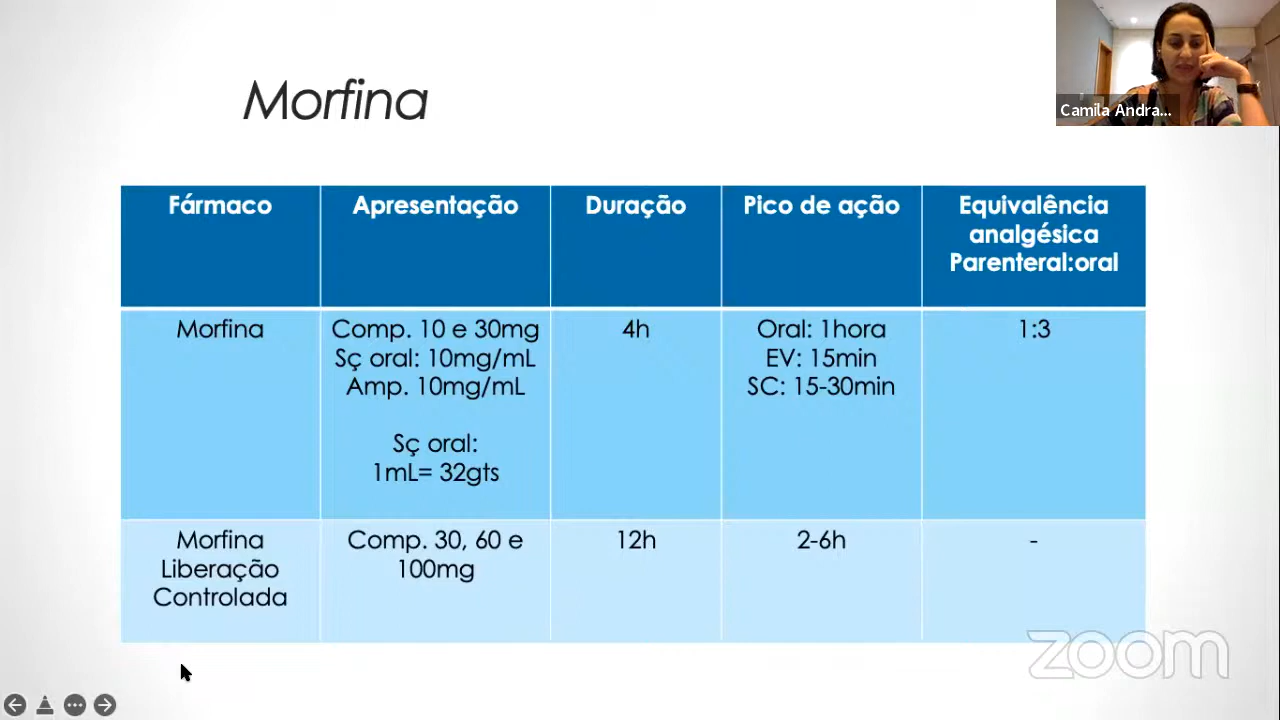 Morfina
Camila Andra...
Fármaco
Apresentação
Duração
Pico de ação
Equivalência
analgésica
Parenteral:oral
Morfina
Comp. 10 e 30mg
Sç oral: 10mg/mL
Amp. 10mg/mL
Sç oral:
1mL= 32gts
4h
Oral: 1hora
EV: 15min
SC: 15-30min
1:3
Morfina
Liberação
Controlada
Comp. 30, 60 e
100mg
12h
2-6h
-
zoom